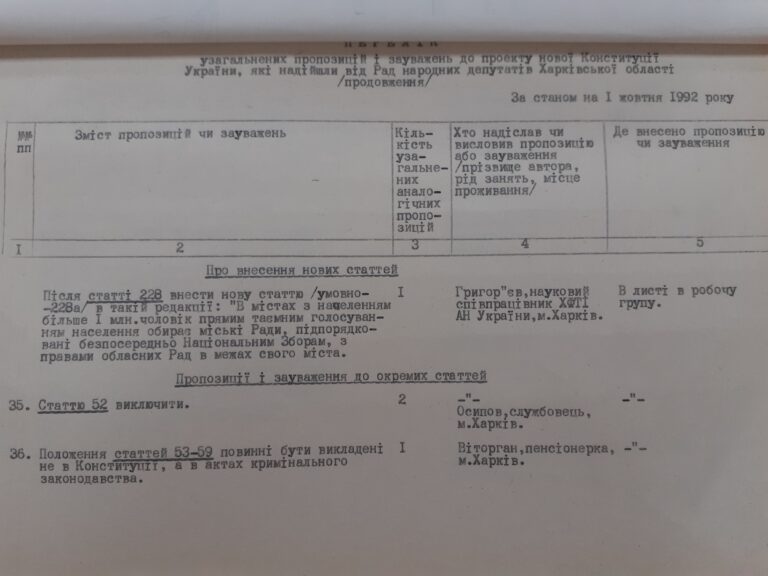 ПЕРЕЛІК
узагальнених пропозицій і зауважень до проекту нової Конституції
України, які надійшли від Рад народних депутатів Харківської області
/продовження/
За станом на I жовтня 1992 року
№№ пп
Зміст пропозицій чи зауважень
Кіль-
кість
уза-
гальне-
них
анало-
гічних
пропо-
зицій
Хто надіслав чи
висловив пропозицію
або зауваження
/прізвище автора,
рід занять, місце
проживання/
Де внесено пропозицію
чи зауваження
I 2 3 4 5
Про внесення нових статтей
Після статті 228 внести нову статтю /умовно- I Григор"єв,науковий В листі в робочу
-228а/ в такій редакції: "В містах з населенням співпрацівник ХФТІ групу.
більше I млн.чоловік прямим таємним голосуван- АН України,м.Харків.
ням населення обирає міські Ради, підпорядко-
вані безпосередньо Національним Зборам, з
правами обласних Рад в межах свого міста.
Пропозиції і зауваження до окремих статтей
35. Статтю 52 виключити. 2 –"– –"–
Осипов,службовець,
м.Харків.
36. Положення статтей 53-59 повинні бути викладені I Віторган,пенсіонерка, –"–
не в Конституції, а в актах кримінального м.Харків.
законодавства.